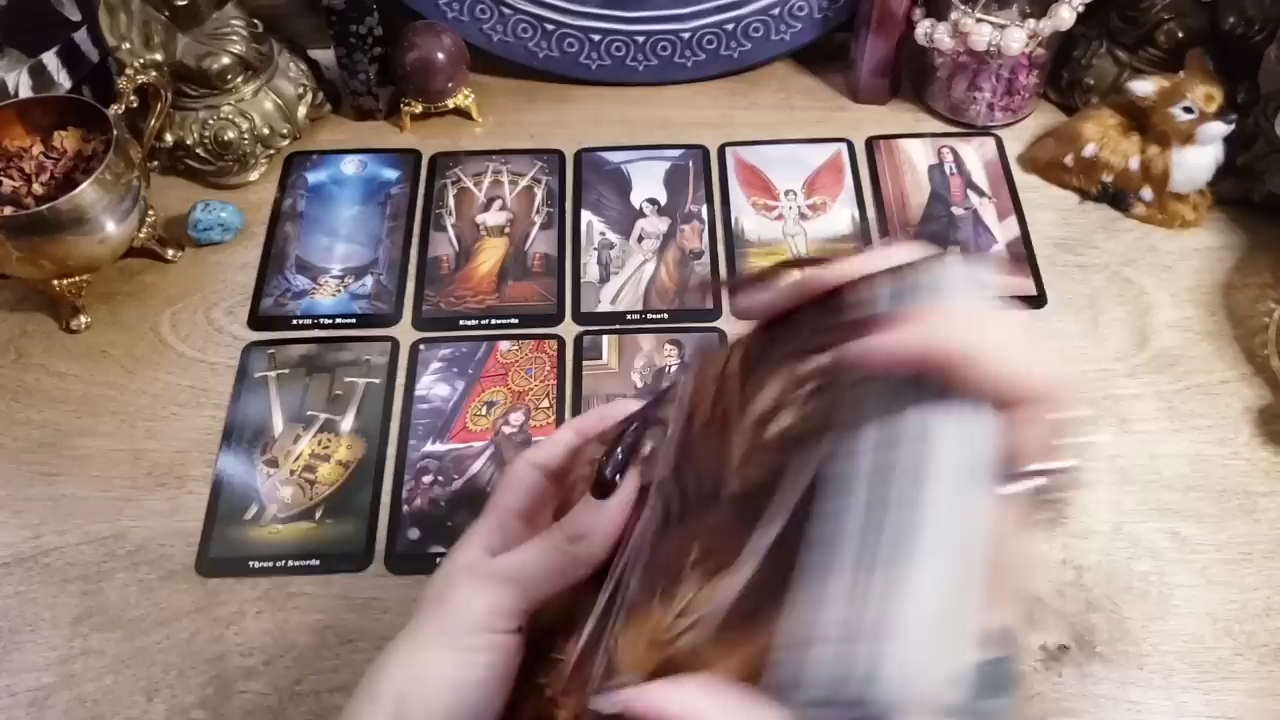 XVIII • The Moon
Eight of Swords
XIII • Death
Three of Swords